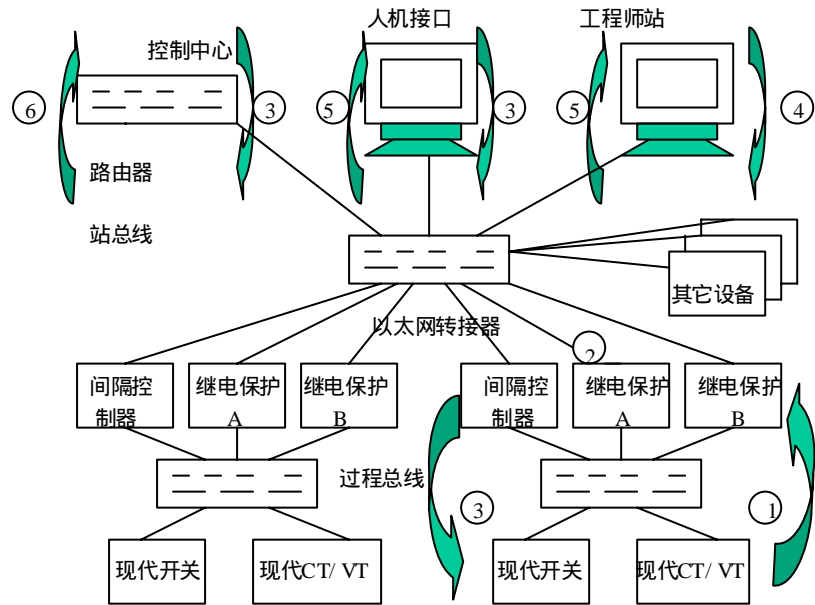 人机接口
工程师站
控制中心
6
3
5
3
5
4
路由器
站总线
其它设备
以太网转接器
2
间隔控
制器
继电保护
A
继电保护
B
间隔控
制器
继电保护
A
继电保护
B
过程总线
3
1
现代开关
现代CT/VT
现代开关
现代CT/VT